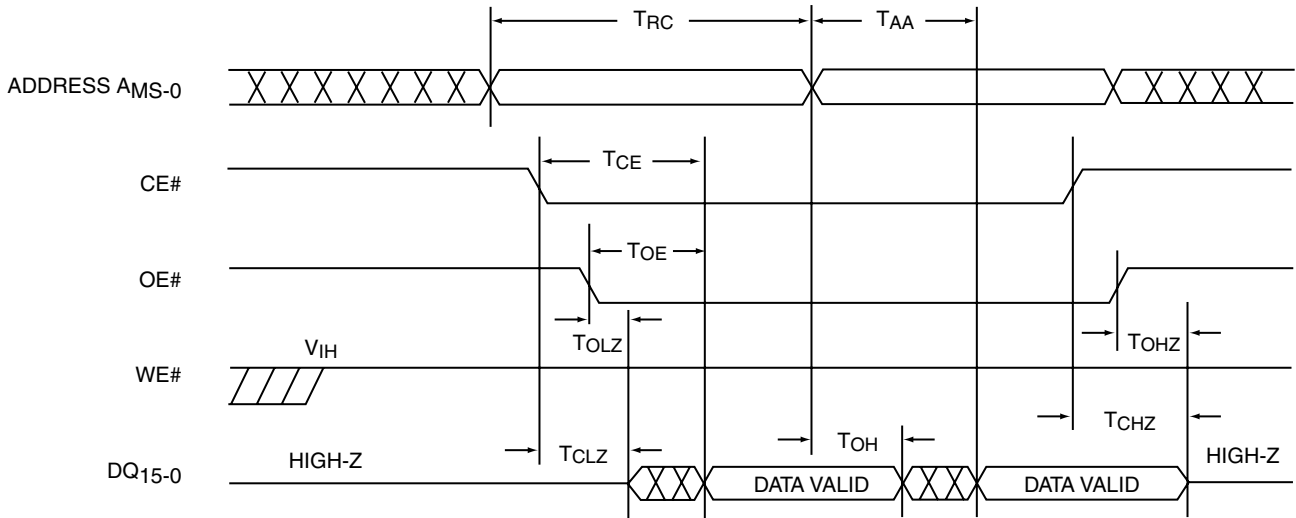 TRC TAA
ADDRESS AMS-0
TCE
CE#
TOE
OE#
TOLZ TOHZ
VIH
WE#
TCHZ
TCLZ TOH
HIGH-Z HIGH-Z
DQ15-0 DATA VALID DATA VALID